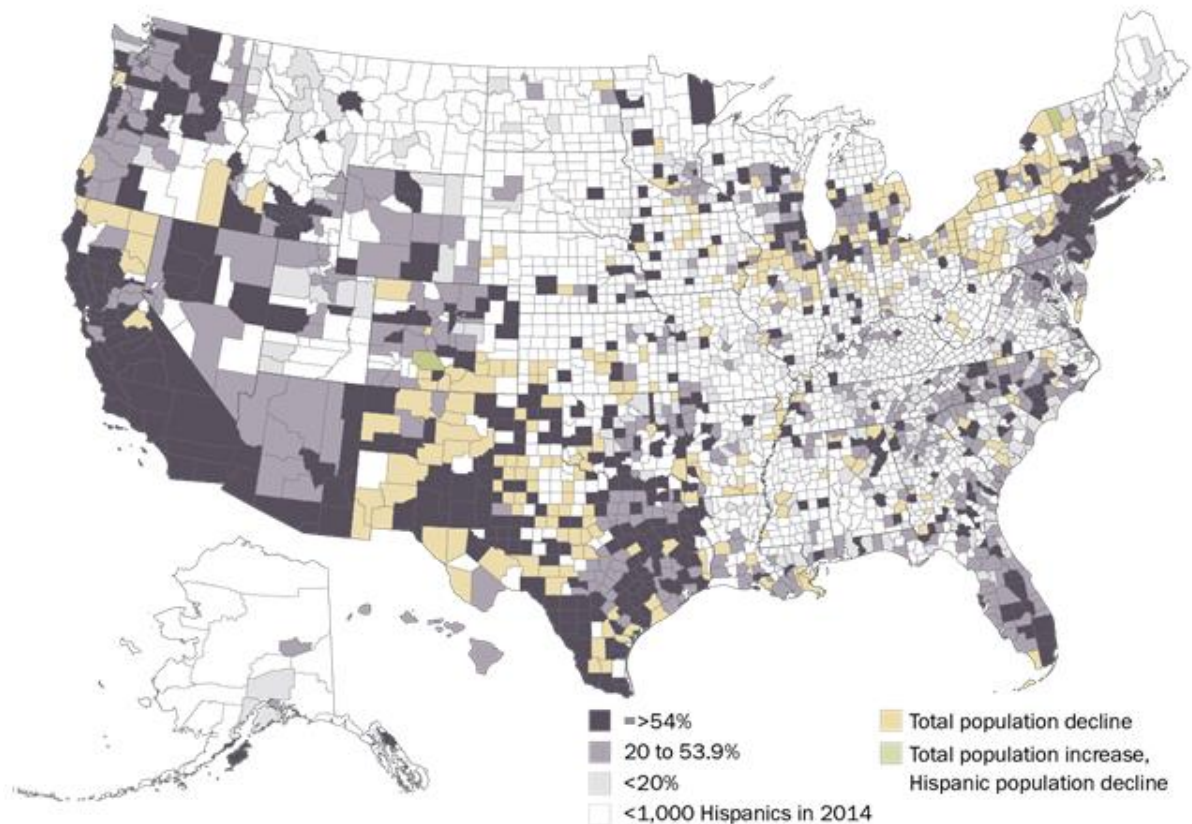 =>54%
20 to 53.9%
<20%
<1,000 Hispanics in 2014
Total population decline
Total population increase,
Hispanic population decline